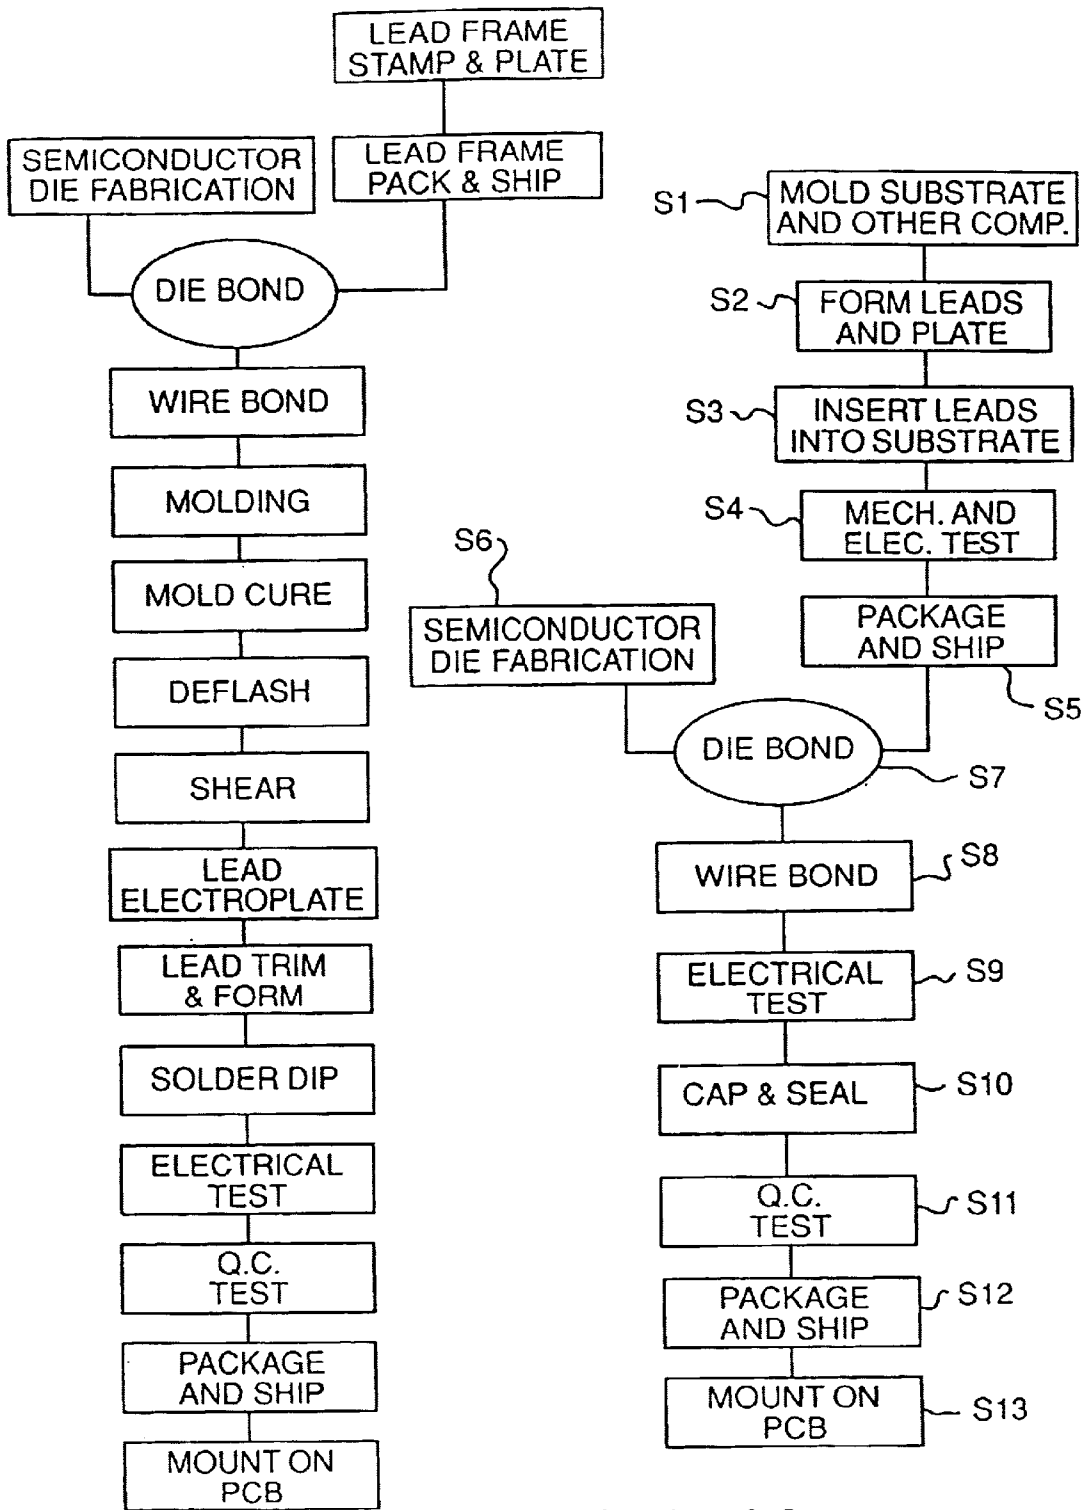 LEAD FRAME
STAMP & PLATE
LEAD FRAME
PACK & SHIP
SEMICONDUCTOR
DIE FABRICATION
DIE BOND
WIRE BOND
MOLDING
MOLD CURE
DEFLASH
SHEAR
LEAD
ELECTROPLATE
LEAD TRIM
& FORM
SOLDER DIP
ELECTRICAL
TEST
Q.C.
TEST
PACKAGE
AND SHIP
MOUNT ON
PCB
S1
MOLD SUBSTRATE
AND OTHER COMP.
S2
FORM LEADS
AND PLATE
S3
INSERT LEADS
INTO SUBSTRATE
S4
MECH. AND
ELEC. TEST
PACKAGE
AND SHIP
S5
S6
SEMICONDUCTOR
DIE FABRICATION
DIE BOND
S7
WIRE BOND
S8
ELECTRICAL
TEST
S9
CAP & SEAL
S10
Q.C.
TEST
S11
PACKAGE
AND SHIP
S12
MOUNT ON
PCB
S13